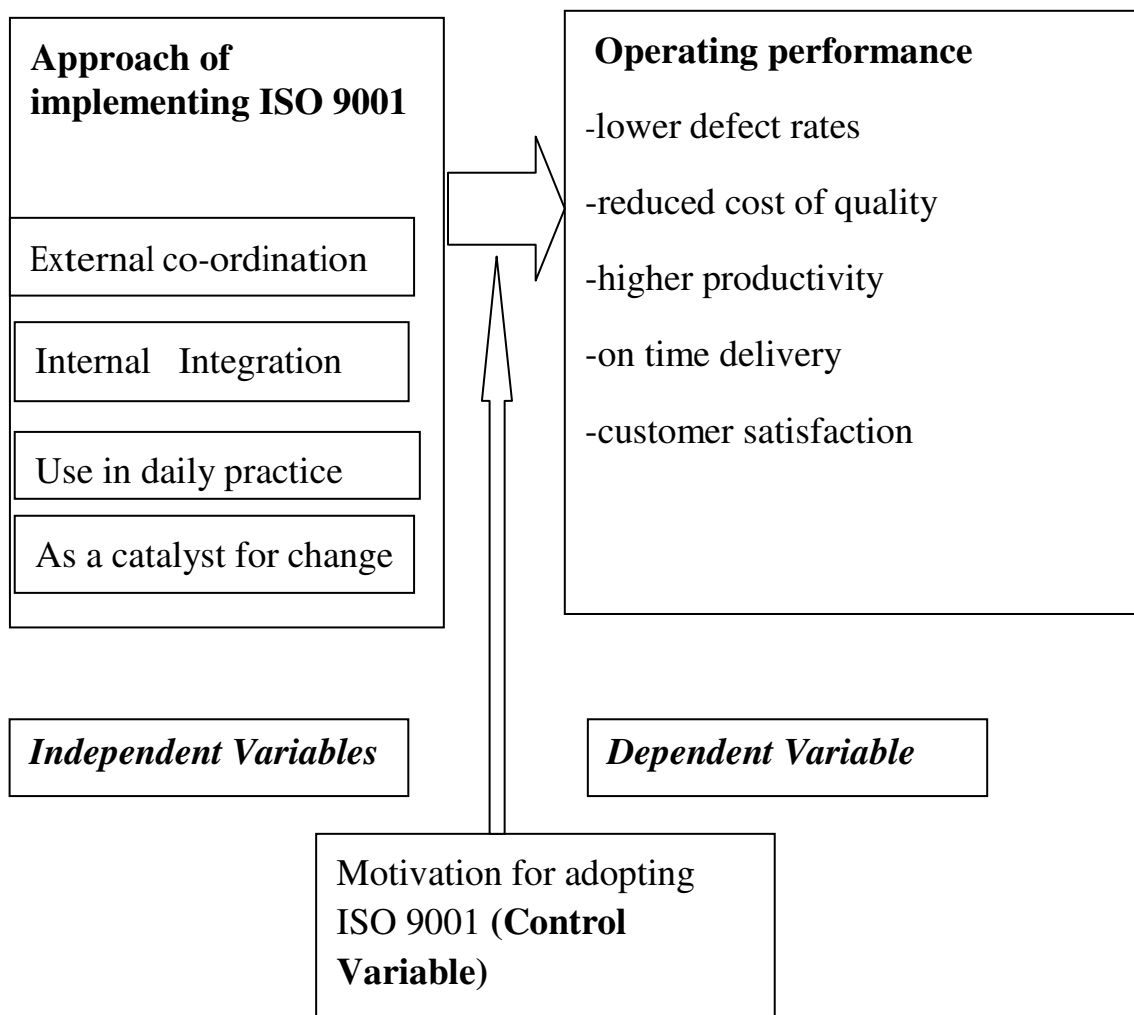 Approach of
implementing ISO 9001
External co-ordination
Internal Integration
Use in daily practice
As a catalyst for change
Operating performance
-lower defect rates
-reduced cost of quality
-higher productivity
-on time delivery
-customer satisfaction
Independent Variables
Dependent Variable
Motivation for adopting
ISO 9001 (Control
Variable)